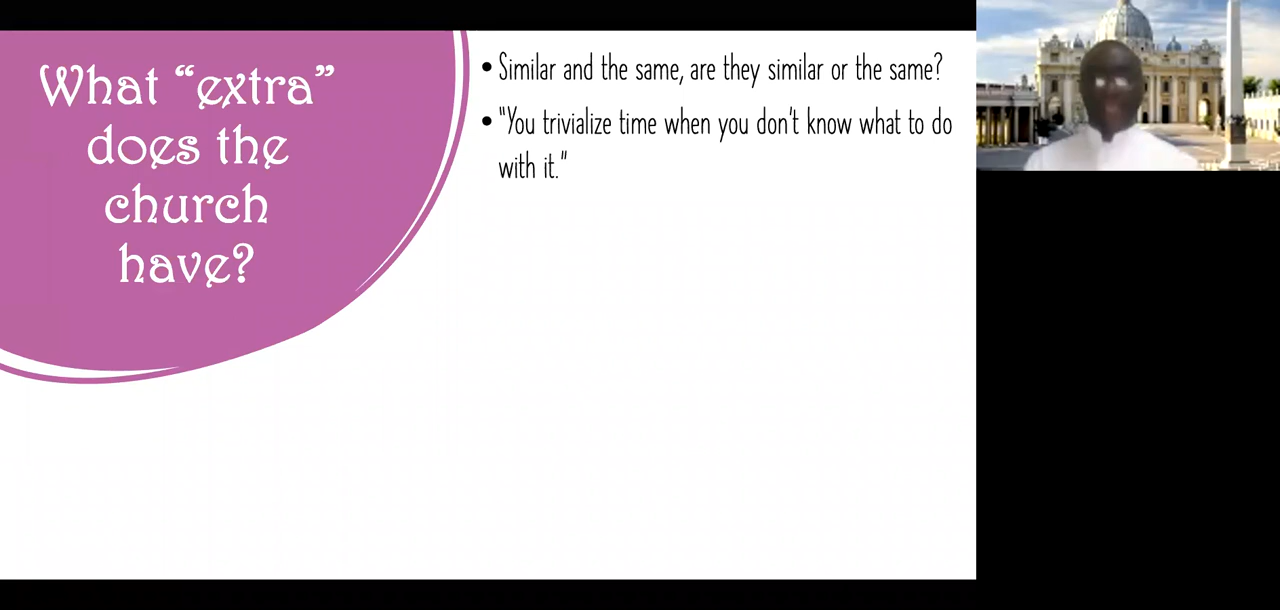 What “extra”
does the
church
have?
• Similar and the same, are they similar or the same?
• "You trivialize time when you don't know what to do
with it."